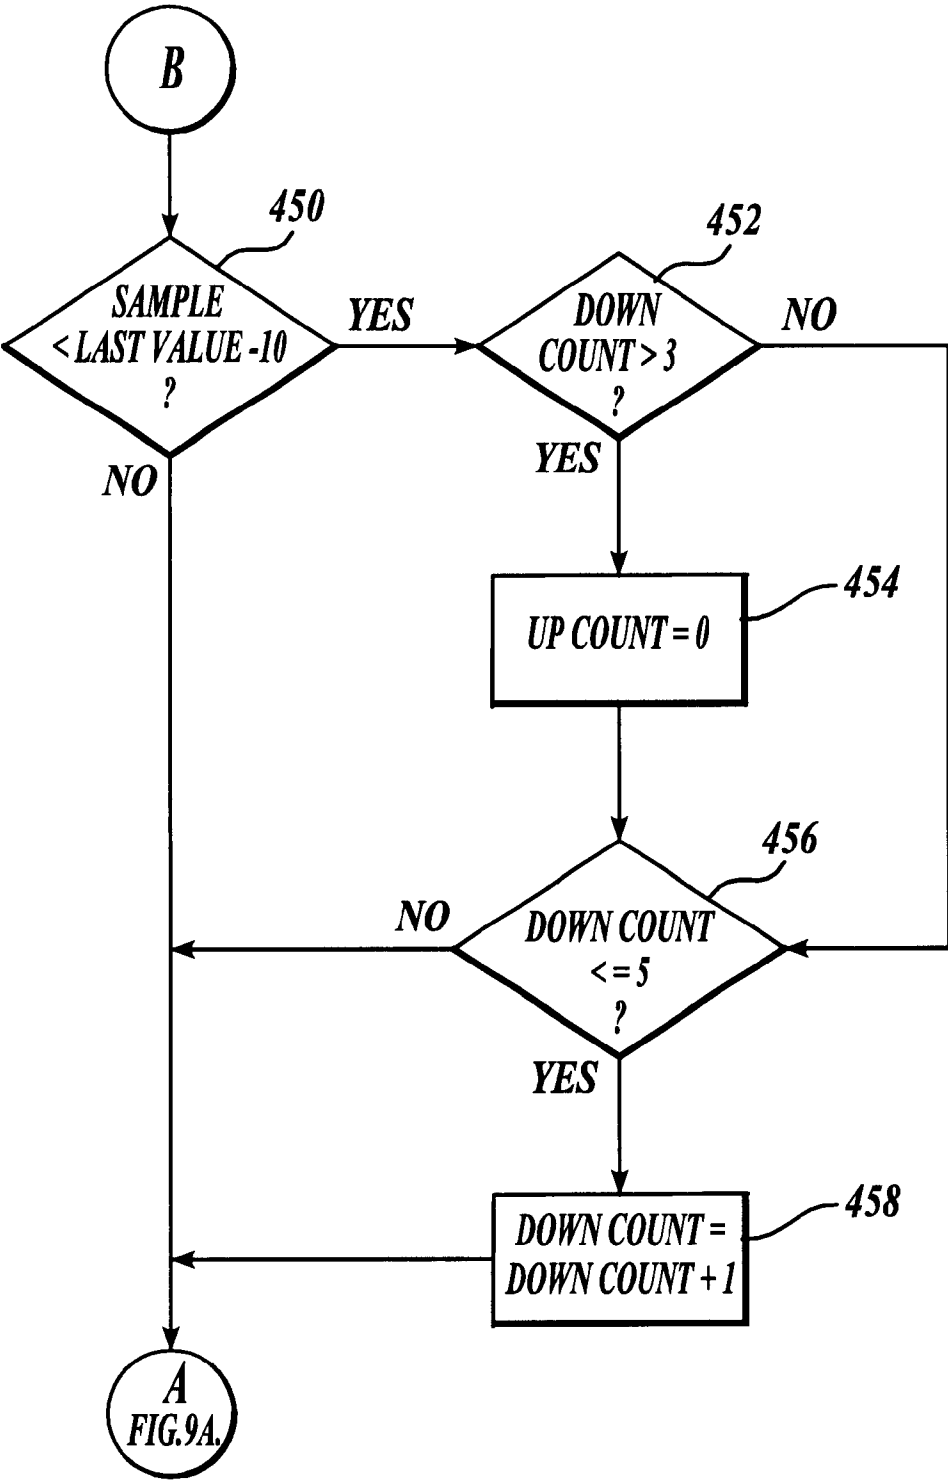 B
450
SAMPLE
< LAST VALUE -10
?
YES
NO
452
DOWN
COUNT > 3
?
NO
YES
454
UP COUNT = 0
456
DOWN COUNT
< = 5
?
NO
YES
458
DOWN COUNT =
DOWN COUNT + 1
A
FIG.9A.